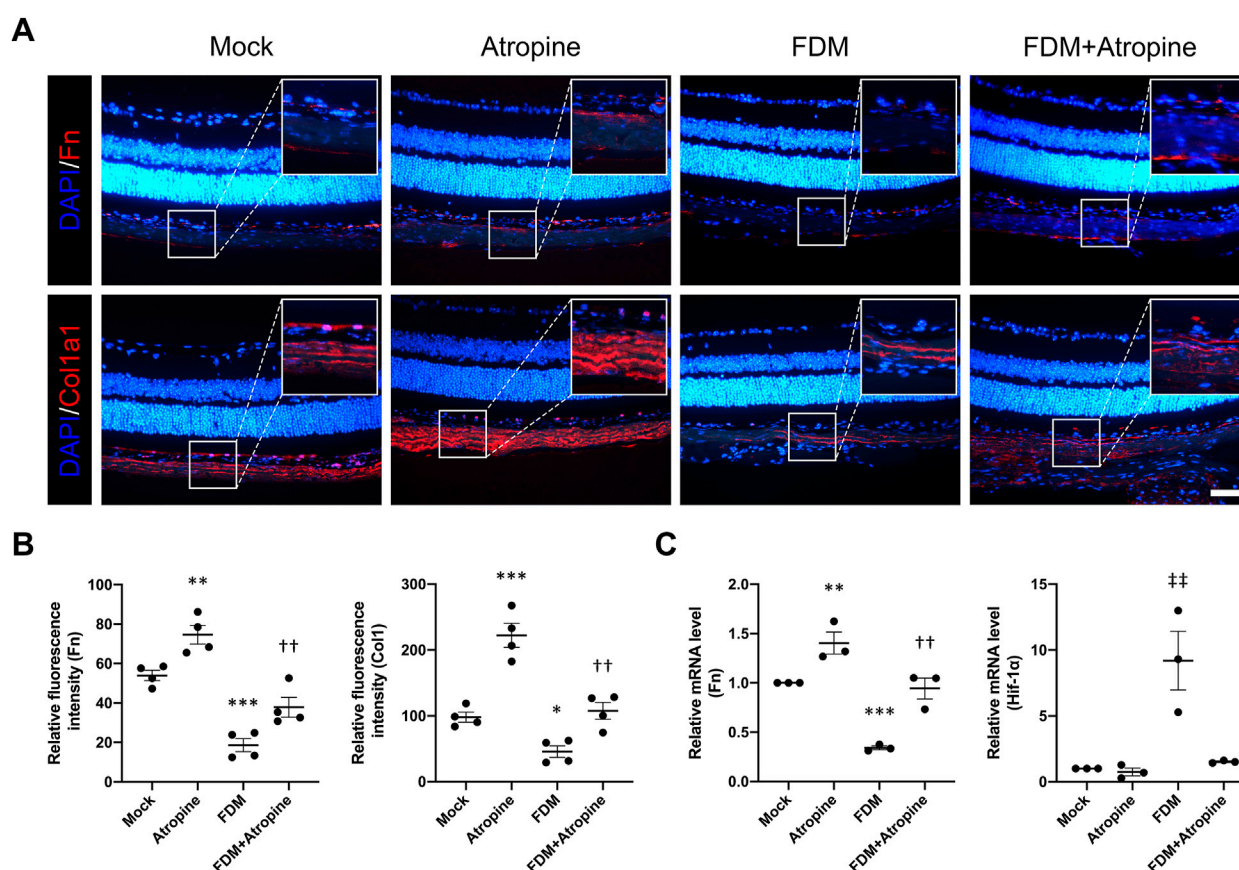 A
Mock
Atropine
FDM
FDM+Atropine
DAPI/Fn
DAPI/Col1a1
B
Relative fluorescence
intensity (Fn)
100
80
60
40
20
0
**
***
††
Mock
Atropine
FDM
FDM+Atropine
Relative fluorescence
intensity (Col1)
300
200
100
0
***
*
††
Mock
Atropine
FDM
FDM+Atropine
C
Relative mRNA level
(Fn)
2.0
1.5
1.0
0.5
0.0
**
***
††
Mock
Atropine
FDM
FDM+Atropine
Relative mRNA level
(Hif-1α)
15
10
5
0
‡‡
Mock
Atropine
FDM
FDM+Atropine